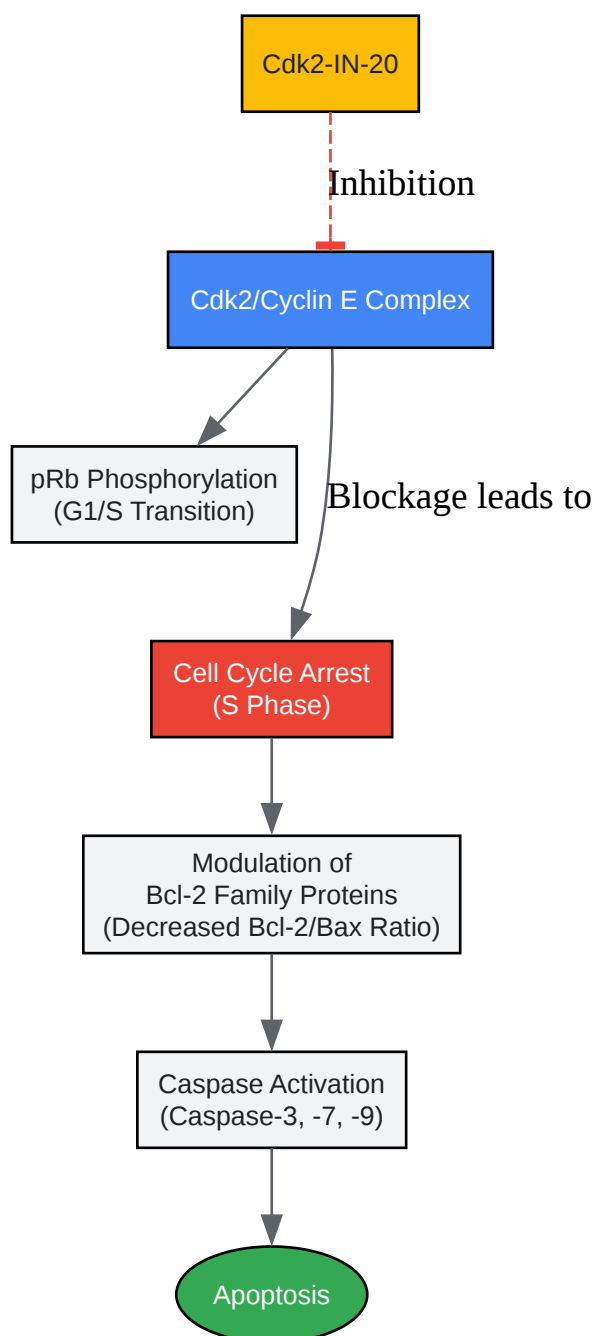 Cdk2-IN-20
Inhibition
Cdk2/Cyclin E Complex
pRb Phosphorylation
(G1/S Transition)
Blockage leads to
Cell Cycle Arrest
(S Phase)
Modulation of
Bcl-2 Family Proteins
(Decreased Bcl-2/Bax Ratio)
Caspase Activation
(Caspase-3, -7, -9)
Apoptosis